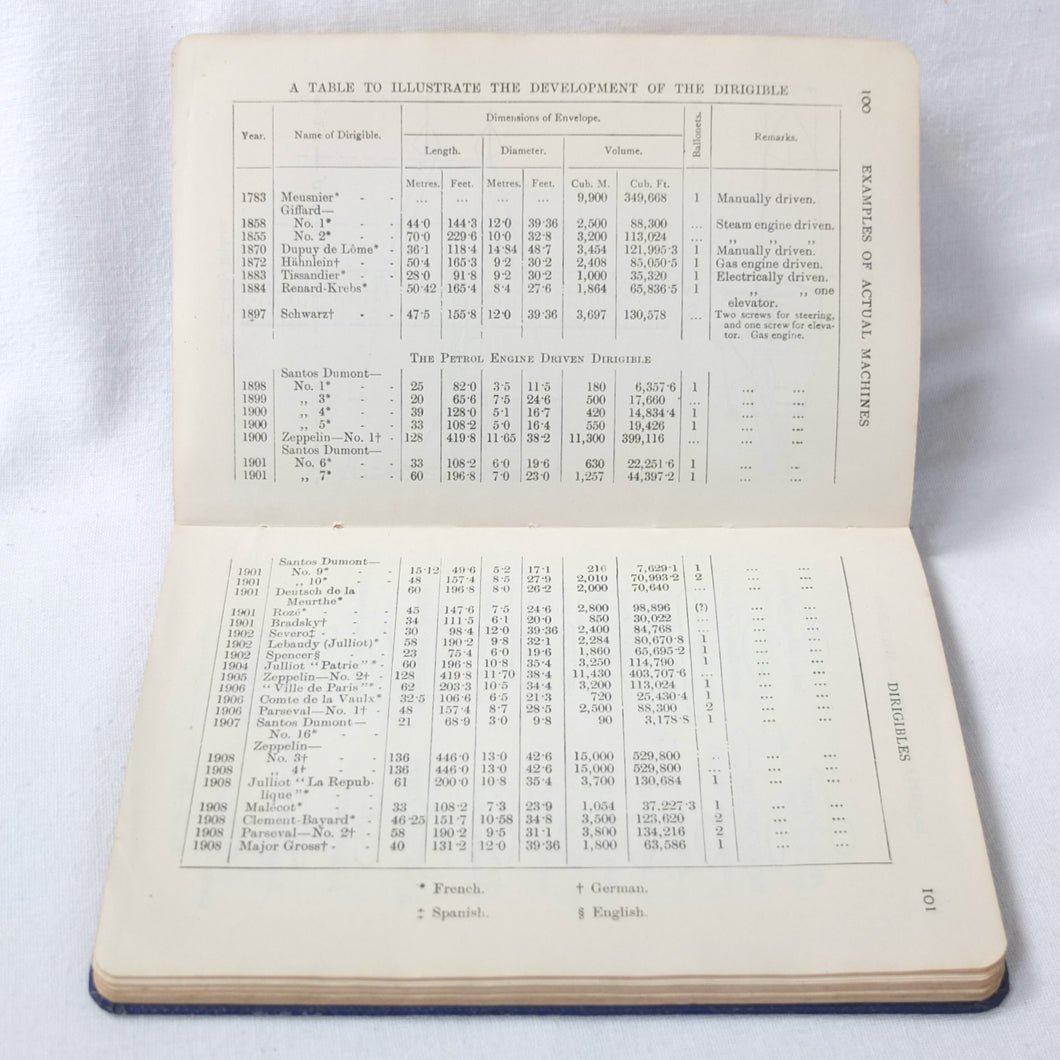 A TABLE TO ILLUSTRATE THE DEVELOPMENT OF THE DIRIGIBLE
100 EXAMPLES OF ACTUAL MACHINES
Year. Name of Dirigible. Dimensions of Envelope. Ballonets. Remarks.
Length. Diameter. Volume.
Metres. Feet. Metres. Feet. Cub. M. Cub. Ft.
1783 Meusnier* - - ... ... ... ... 9,900 349,668 1 Manually driven.
Giffard—
1858 No. 1* - - 44·0 144·3 12·0 39·36 2,500 88,300 ... Steam engine driven.
1855 No. 2* - - 70·0 229·6 10·0 32·8 3,200 113,024 ... ,, ,, ,,
1870 Dupuy de Lôme* - 36·1 118·4 14·84 48·7 3,454 121,995·3 1 Manually driven.
1872 Hähnlein† - - 50·4 165·3 9·2 30·2 2,408 85,050·5 1 Gas engine driven.
1883 Tissandier* - - 28·0 91·8 9·2 30·2 1,000 35,320 1 Electrically driven.
1884 Renard-Krebs* - 50·42 165·4 8·4 27·6 1,864 65,836·5 1 ,, ,, one
elevator.
1897 Schwarz† - - 47·5 155·8 12·0 39·36 3,697 130,578 ... Two screws for steering,
and one screw for eleva-
tor. Gas engine.
THE PETROL ENGINE DRIVEN DIRIGIBLE
Santos Dumont—
1898 No. 1* - - 25 82·0 3·5 11·5 180 6,357·6 1 ... ...
1899 ,, 3* - - 20 65·6 7·5 24·6 500 17,660 ... ... ...
1900 ,, 4* - - 39 128·0 5·1 16·7 420 14,834·4 1 ... ...
1900 ,, 5* - - 33 108·2 5·0 16·4 550 19,426 1 ... ...
1900 Zeppelin—No. 1† - 128 419·8 11·65 38·2 11,300 399,116 ... ... ...
Santos Dumont—
1901 No. 6* - - 33 108·2 6·0 19·6 630 22,251·6 1 ... ...
1901 ,, 7* - - 60 196·8 7·0 23·0 1,257 44,397·2 1 ... ...
Santos Dumont—
1901 No. 9* - - 15·12 49·6 5·2 17·1 216 7,629·1 1 ... ...
1901 ,, 10* - - 48 157·4 8·5 27·9 2,010 70,993·2 2 ... ...
1901 Deutsch de la 60 196·8 8·0 26·2 2,000 70,640 ... ... ...
Meurthe* - -
1901 Rozé* - - - 45 147·6 7·5 24·6 2,800 98,896 (?) ... ...
1901 Bradsky† - - 34 111·5 6·1 20·0 850 30,022 ... ... ...
1902 Severo‡ - - - 30 98·4 12·0 39·36 2,400 84,768 ... ... ...
1902 Lebaudy (Julliot)* 58 190·2 9·8 32·1 2,284 80,670·8 1 ... ...
1902 Spencer§ - - 23 75·4 6·0 19·6 1,860 65,695·2 1 ... ...
1904 Julliot "Patrie"* - 60 196·8 10·8 35·4 3,250 114,790 1 ... ...
1905 Zeppelin—No. 2† - 128 419·8 11·70 38·4 11,430 403,707·6 ... ... ...
1906 "Ville de Paris"* - 62 203·3 10·5 34·4 3,200 113,024 1 ... ...
1906 Comte de la Vaulx* 32·5 106·6 6·5 21·3 720 25,430·4 1 ... ...
1906 Parseval—No. 1† - 48 157·4 8·7 28·5 2,500 88,300 2 ... ...
1907 Santos Dumont— 21 68·9 3·0 9·8 90 3,178·8 1 ... ...
No. 16* - -
Zeppelin—
1908 No. 3† - - 136 446·0 13·0 42·6 15,000 529,800 ... ... ...
1908 ,, 4† - - 136 446·0 13·0 42·6 15,000 529,800 ... ... ...
1908 Julliot "La Repub- 61 200·0 10·8 35·4 3,700 130,684 1 ... ...
lique"* - -
1908 Malécot* - - 33 108·2 7·3 23·9 1,054 37,227·3 1 ... ...
1908 Clement-Bayard* - 46·25 151·7 10·58 34·8 3,500 123,620 2 ... ...
1908 Parseval—No. 2† - 58 190·2 9·5 31·1 3,800 134,216 2 ... ...
1908 Major Gross† - - 40 131·2 12·0 39·36 1,800 63,586 1 ... ...
* French. † German.
‡ Spanish. § English.
DIRIGIBLES 101